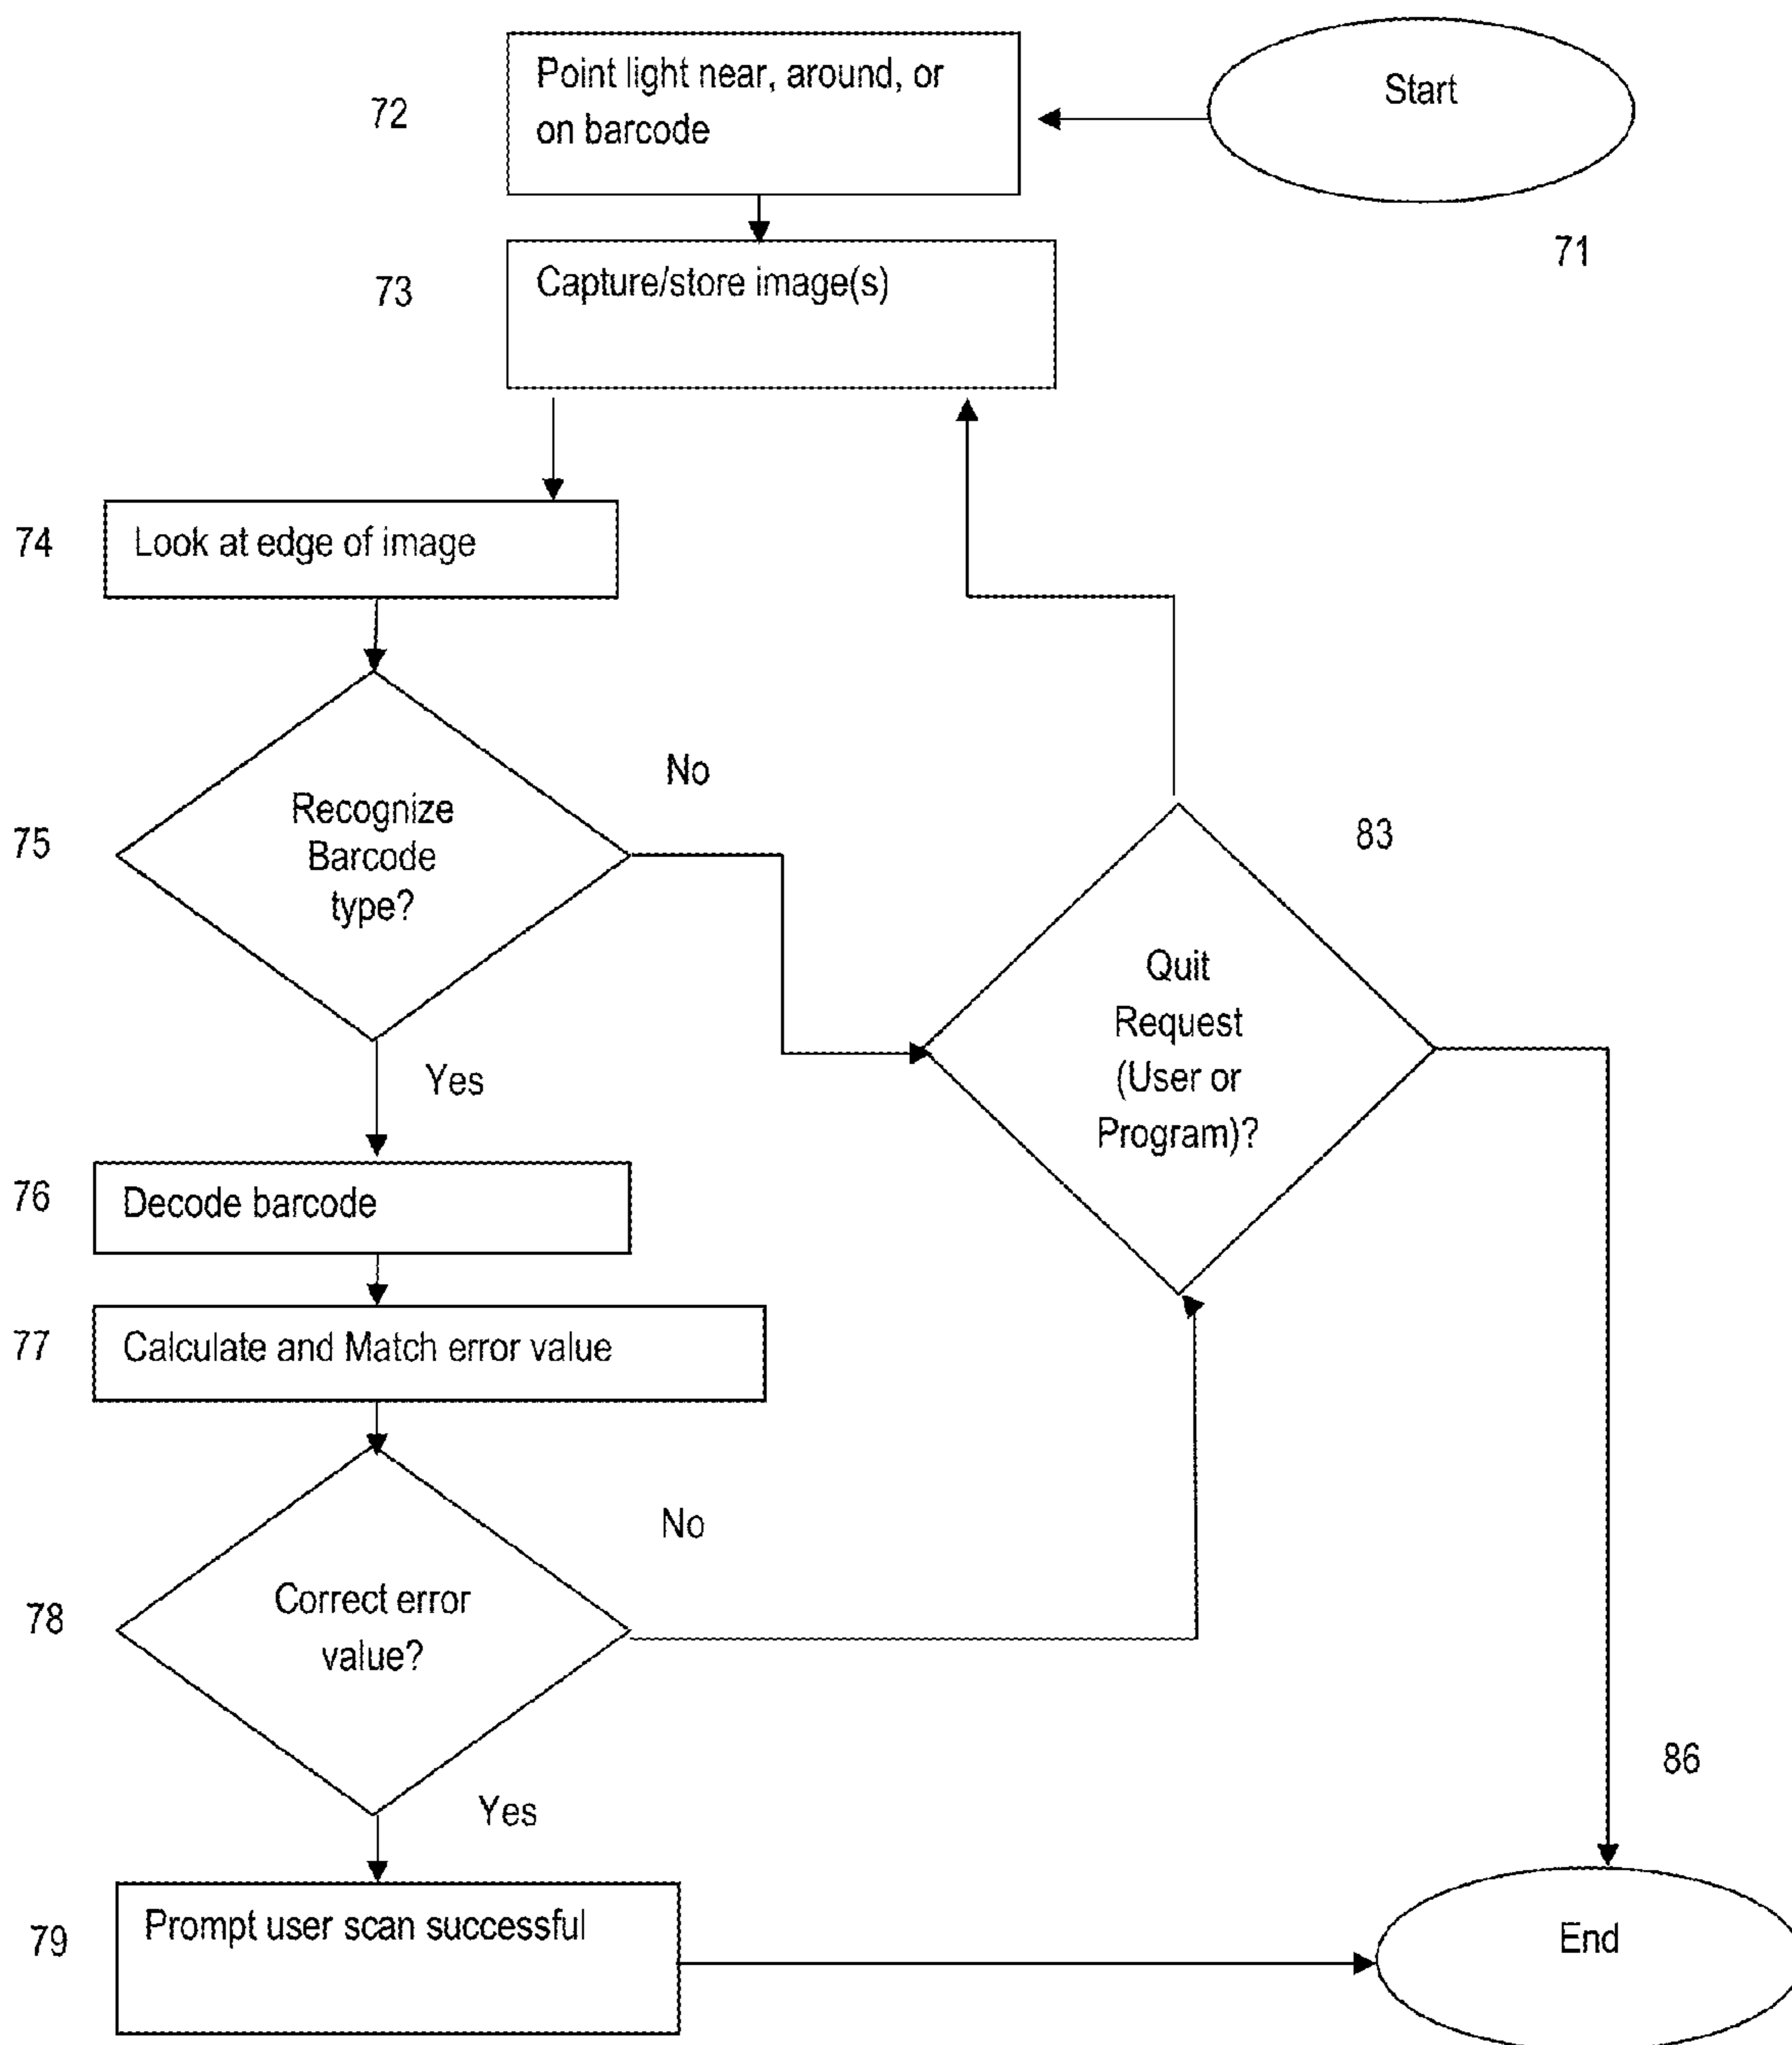 Start
71
72
Point light near, around, or
on barcode
73
Capture/store image(s)
74
Look at edge of image
75
Recognize
Barcode
type?
No
Yes
83
Quit
Request
(User or
Program)?
76
Decode barcode
77
Calculate and Match error value
78
Correct error
value?
No
Yes
79
Prompt user scan successful
86
End